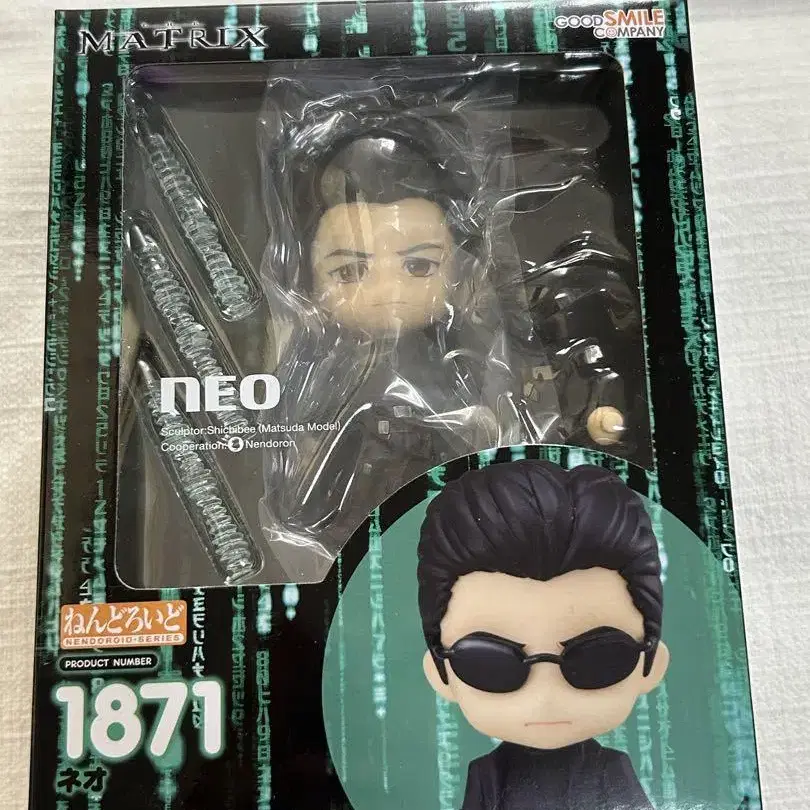 THE
MATRIX
GOOD SMILE
COMPANY
NEO
Sculptor:Shichibee (Matsuda Model)
Cooperation: Nendoron
ねんどろいど
NENDOROID·SERIES
PRODUCT NUMBER
1871
ネオ